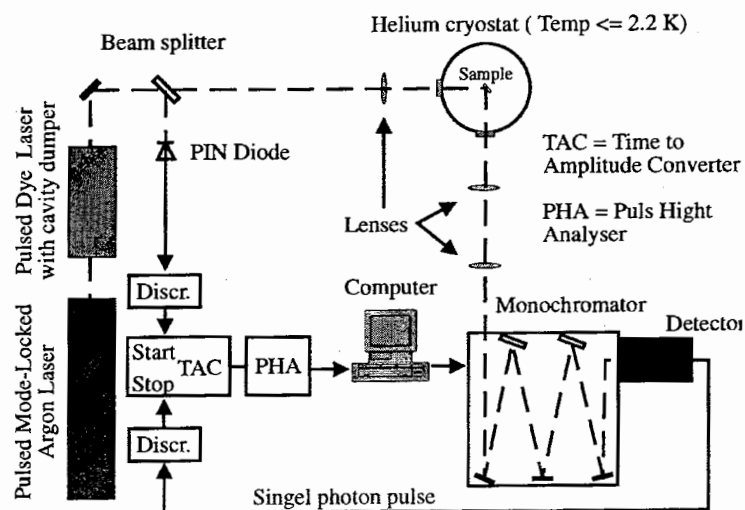 Helium cryostat ( Temp <= 2.2 K)
Beam splitter
Sample
PIN Diode
TAC = Time to
Amplitude Converter
PHA = Puls Hight
Analyser
Lenses
Pulsed Dye Laser
with cavity dumper
Discr.
Computer
Monochromator
Detector
Start
Stop
TAC
PHA
Pulsed Mode-Locked
Argon Laser
Discr.
Singel photon pulse